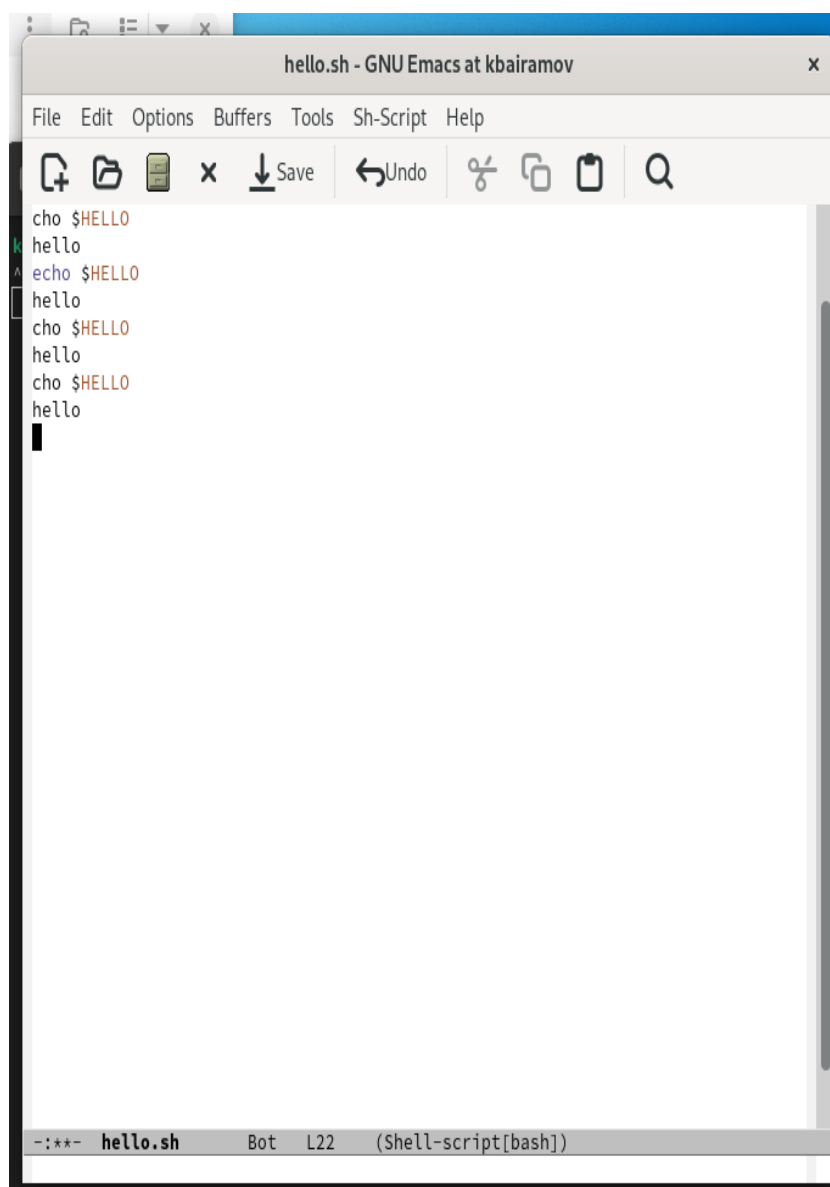 hello.sh - GNU Emacs at kbairamov
File Edit Options Buffers Tools Sh-Script Help
Save Undo
cho $HELLO
hello
echo $HELLO
hello
cho $HELLO
hello
cho $HELLO
hello
-:**- hello.sh Bot L22 (Shell-script[bash])